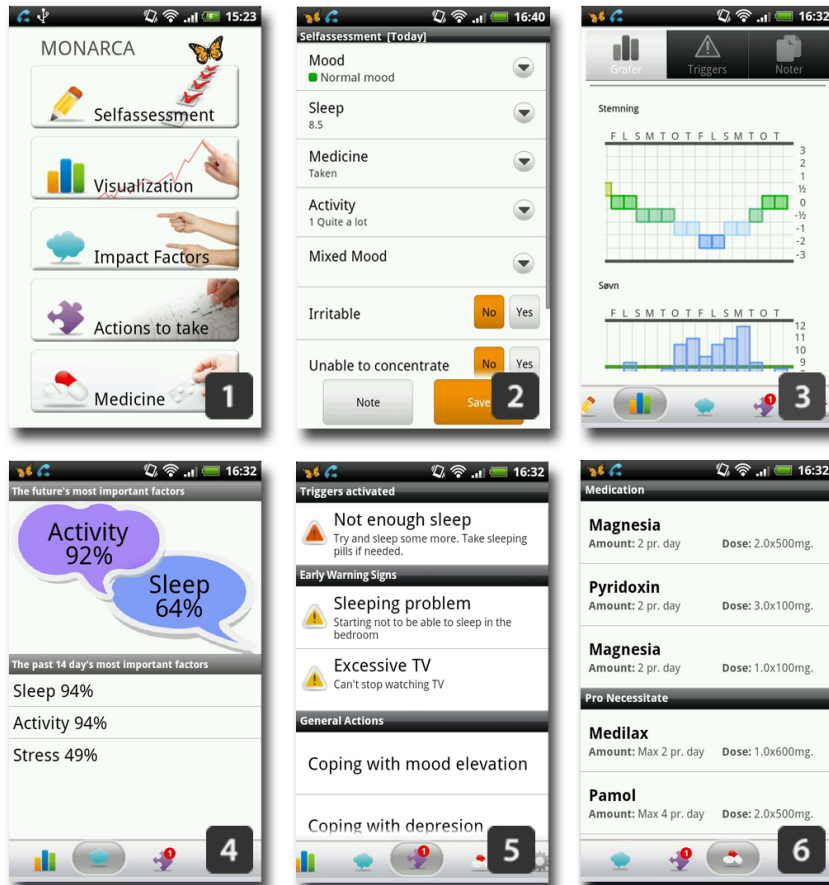 15:23
MONARCA
Selfassessment
Visualization
Impact Factors
Actions to take
Medicine
1
16:40
Selfassessment [Today]
Mood
Normal mood
Sleep
8.5
Medicine
Taken
Activity
1 Quite a lot
Mixed Mood
Irritable
No Yes
Unable to concentrate
No Yes
Note
Save
2
16:32
Grafer Triggers Noter
Stemning
F L S M T O T F L S M T O T
3
2
1
½
0
-½
-1
-2
-3
Søvn
F L S M T O T F L S M T O T
12
11
10
9
1
3
16:32
The future's most important factors
Activity
92%
Sleep
64%
The past 14 day's most important factors
Sleep 94%
Activity 94%
Stress 49%
1
4
16:32
Triggers activated
Not enough sleep
Try and sleep some more. Take sleeping
pills if needed.
Early Warning Signs
Sleeping problem
Starting not to be able to sleep in the
bedroom
Excessive TV
Can't stop watching TV
General Actions
Coping with mood elevation
Coping with depresion
1
5
16:32
Medication
Magnesia
Amount: 2 pr. day Dose: 2.0x500mg.
Pyridoxin
Amount: 2 pr. day Dose: 3.0x100mg.
Magnesia
Amount: 2 pr. day Dose: 1.0x100mg.
Pro Necessitate
Medilax
Amount: Max 2 pr. day Dose: 1.0x600mg.
Pamol
Amount: Max 4 pr. day Dose: 2.0x500mg.
1
6